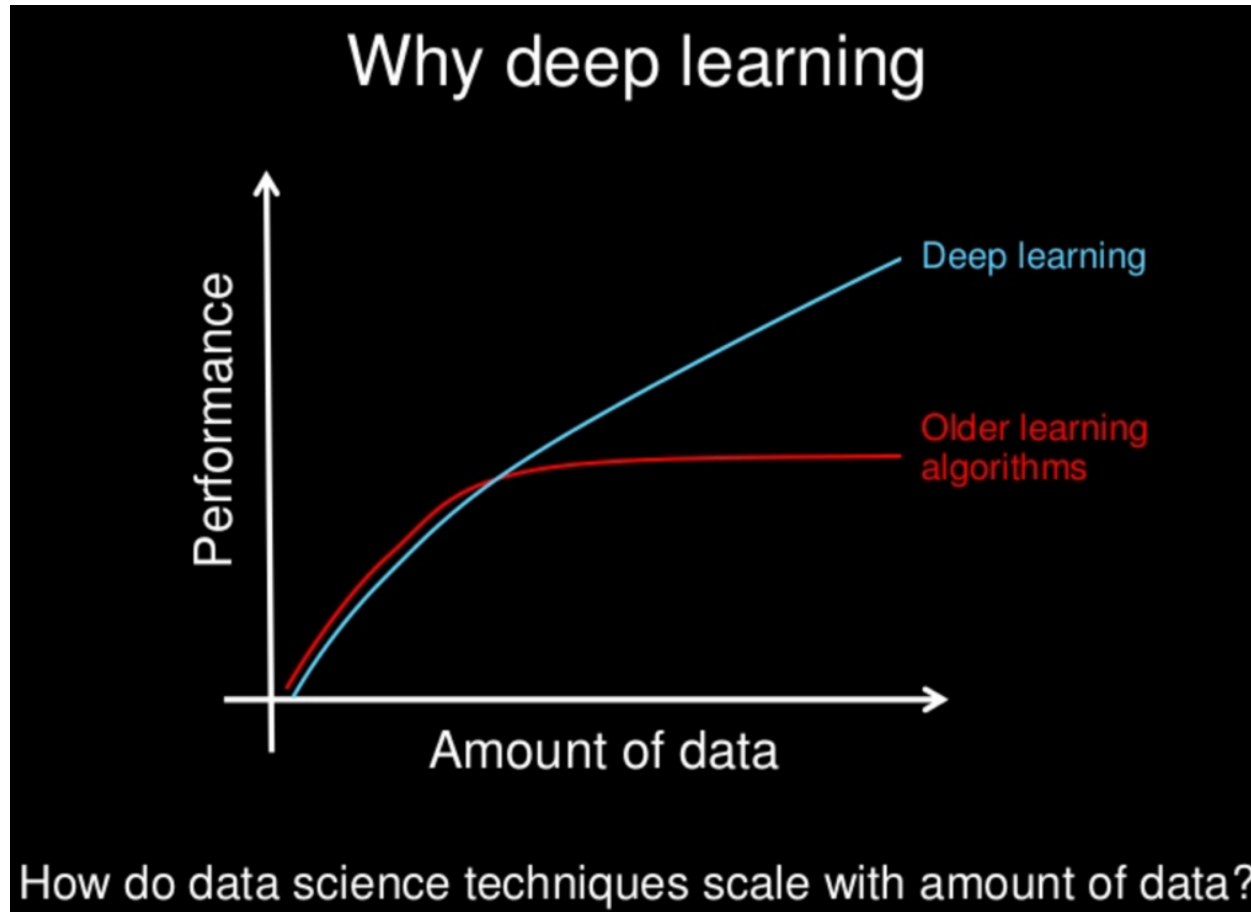 Why deep learning
Performance
Deep learning
Older learning
algorithms
Amount of data
How do data science techniques scale with amount of data?